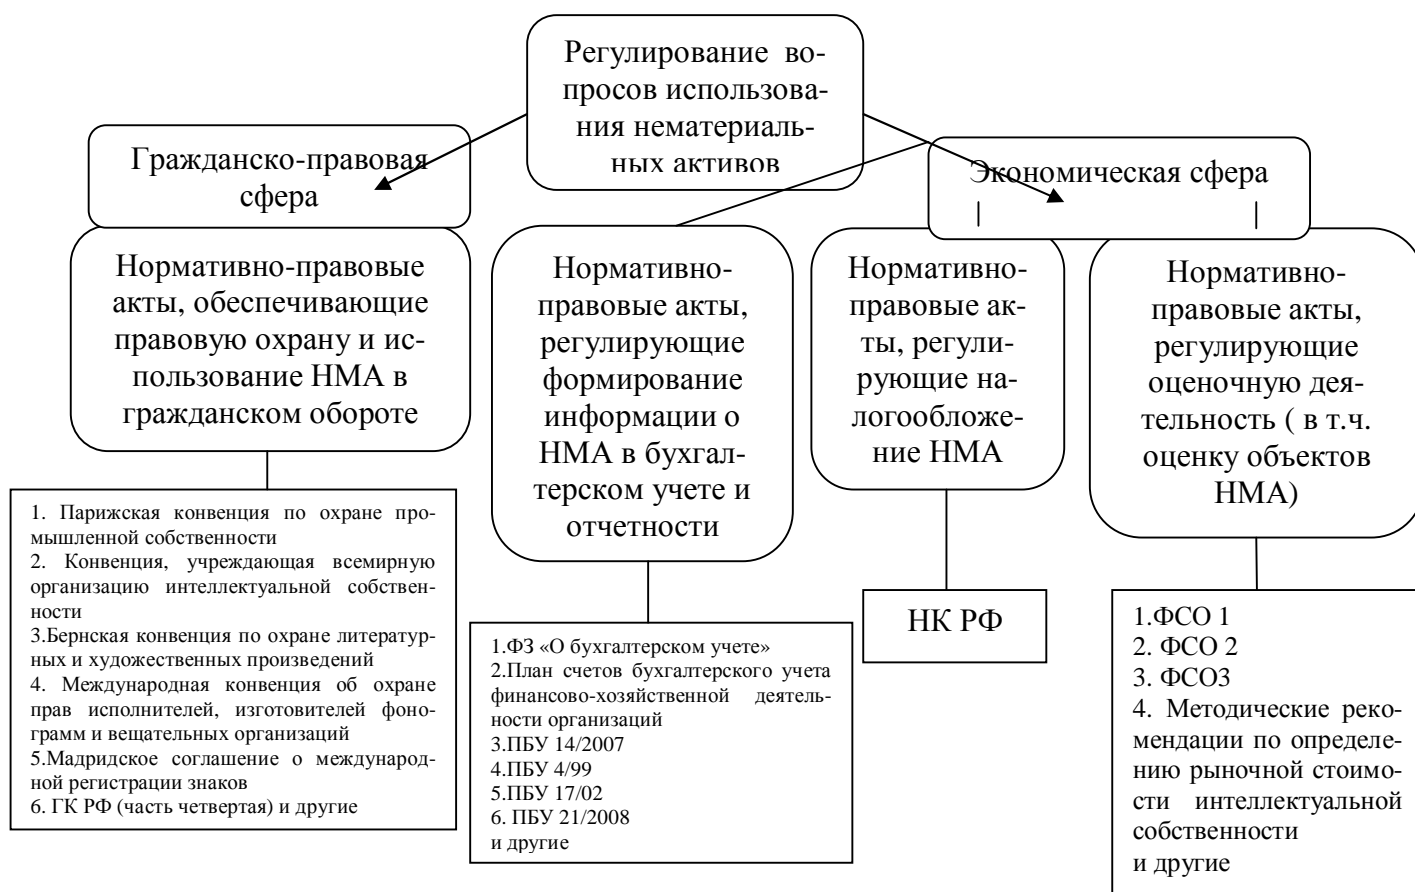 Регулирование во-
просов использова-
ния нематериаль-
ных активов
Гражданско-правовая
сфера
Экономическая сфера
Нормативно-правовые
акты, обеспечивающие
правовую охрану и ис-
пользование НМА в
гражданском обороте
Нормативно-
правовые акты,
регулирующие
формирование
информации о
НМА в бухгал-
терском учете и
отчетности
Нормативно-
правовые ак-
ты, регули-
рующие на-
логообложе-
ние НМА
Нормативно-
правовые акты,
регулирующие
оценочную дея-
тельность ( в т.ч.
оценку объектов
НМА)
1. Парижская конвенция по охране про-
мышленной собственности
2. Конвенция, учреждающая всемирную
организацию интеллектуальной собствен-
ности
3.Бернская конвенция по охране литератур-
ных и художественных произведений
4. Международная конвенция об охране
прав исполнителей, изготовителей фоно-
грамм и вещательных организаций
5.Мадридское соглашение о международ-
ной регистрации знаков
6. ГК РФ (часть четвертая) и другие
1.ФЗ «О бухгалтерском учете»
2.План счетов бухгалтерского учета
финансово-хозяйственной деятель-
ности организаций
3.ПБУ 14/2007
4.ПБУ 4/99
5.ПБУ 17/02
6. ПБУ 21/2008
и другие
НК РФ
1.ФСО 1
2. ФСО 2
3. ФСО3
4. Методические реко-
мендации по определе-
нию рыночной стоимо-
сти интеллектуальной
собственности
и другие